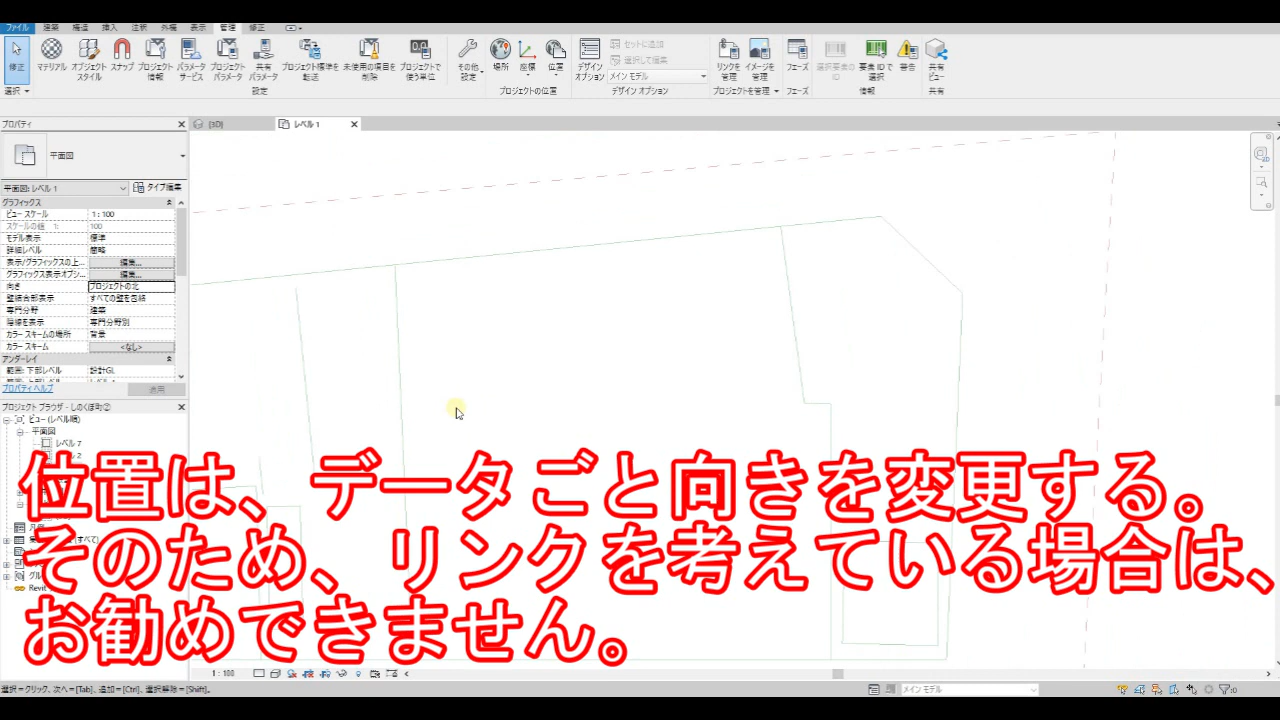 ファイル 建築 構造 挿入 注釈 外構 表示 管理 修正
修正 マテリアル オブジェクト スタイル スナップ プロジェクト 情報 パラメータ サービス プロジェクト パラメータ 共有 パラメータ プロジェクト標準を 転送 未使用の項目を 削除 プロジェクトで 使う単位 その他 設定 場所 座標 位置 デザイン オプション セットに追加 選択して編集 メイン モデル リンクを 管理 イメージを 管理 フェーズ 選択要素の ID 要素 ID で 選択 警告 共有 ビュー
選択 設定 プロジェクトの位置 デザイン オプション プロジェクトを管理 フェーズ 情報 共有
プロパティ
{3D} レベル 1
平面図
平面図: レベル 1 タイプ編集
グラフィックス
ビュー スケール 1 : 100
スケールの値 1: 100
モデル表示 標準
詳細レベル 簡略
表示/グラフィックスの上... 編集...
グラフィックス表示オプシ... 編集...
向き プロジェクトの北
壁結合部表示 すべての壁を包絡
専門分野 建築
隠線を表示 専門分野別
カラー スキームの場所 背景
カラー スキーム <なし>
アンダーレイ
範囲: 下部レベル 設計GL
プロパティ ヘルプ 適用
プロジェクト ブラウザ - しのくぼ町②
ビュー (レベル順)
平面図
レベル 7
位置は、データごと向きを変更する。
そのため、リンクを考えている場合は、
お勧めできません。
Revit
1 : 100
選択=クリック、次へ=[Tab]、追加=[Ctrl]、選択解除=[Shift]。
メイン モデル
:0